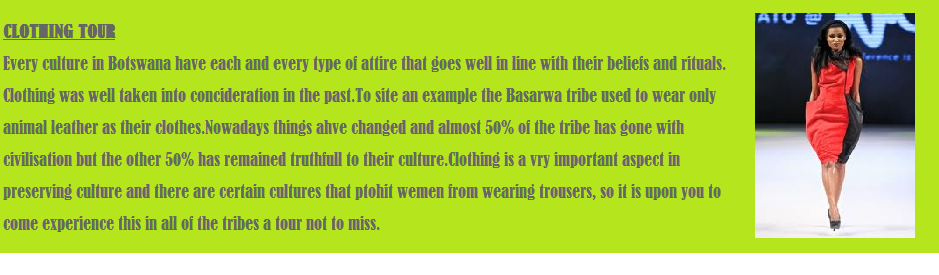 CLOTHING TOUR
Every culture in Botswana have each and every type of attire that goes well in line with their beliefs and rituals.
Clothing was well taken into concideration in the past.To site an example the Basarwa tribe used to wear only
animal leather as their clothes.Nowadays things ahve changed and almost 50% of the tribe has gone with
civilisation but the other 50% has remained truthfull to their culture.Clothing is a vry important aspect in
preserving culture and there are certain cultures that ptohit wemen from wearing trousers, so it is upon you to
come experience this in all of the tribes a tour not to miss.
ATO @
ference is